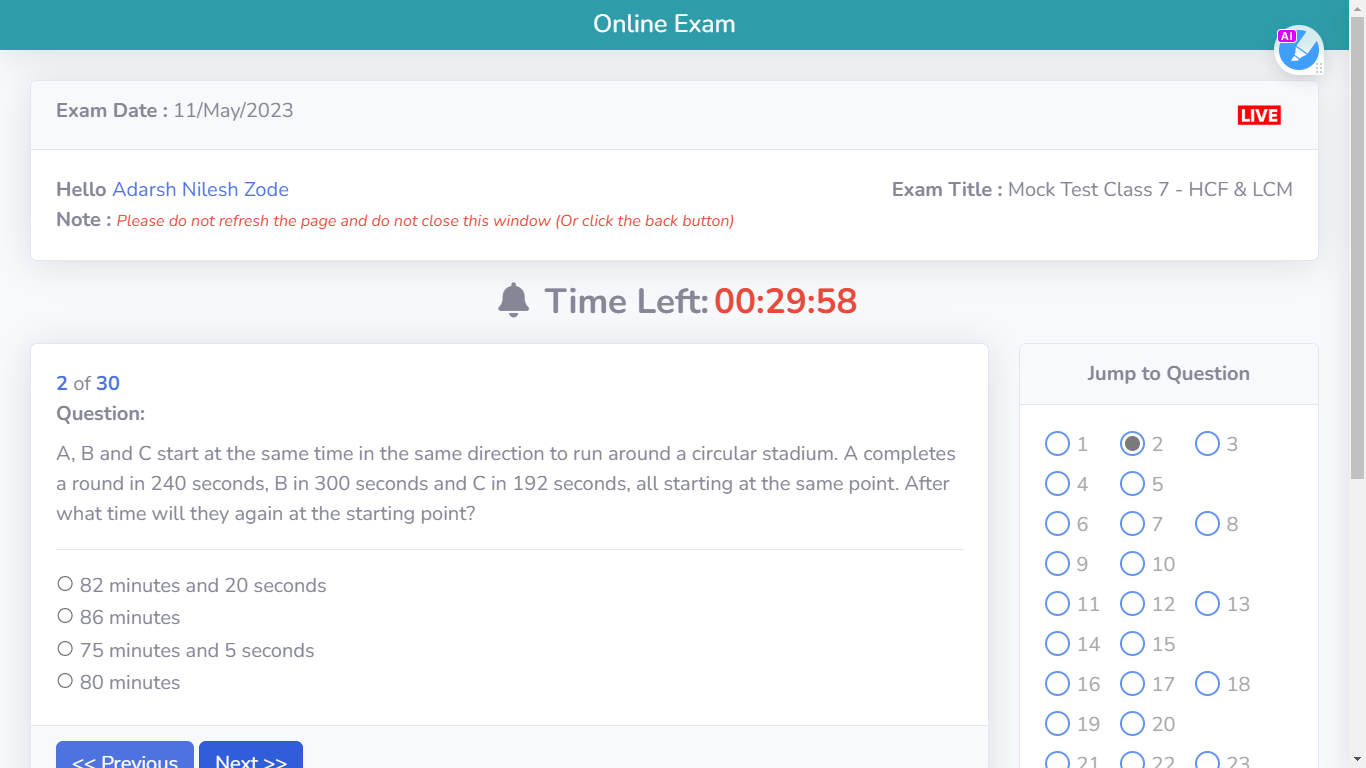 Online Exam
AI
Exam Date : 11/May/2023
LIVE
Hello Adarsh Nilesh Zode
Exam Title : Mock Test Class 7 - HCF & LCM
Note : Please do not refresh the page and do not close this window (Or click the back button)
Time Left: 00:29:58
2 of 30
Question:
A, B and C start at the same time in the same direction to run around a circular stadium. A completes
a round in 240 seconds, B in 300 seconds and C in 192 seconds, all starting at the same point. After
what time will they again at the starting point?
82 minutes and 20 seconds
86 minutes
75 minutes and 5 seconds
80 minutes
<< Previous
Next >>
Jump to Question
1 2 3
4 5
6 7 8
9 10
11 12 13
14 15
16 17 18
19 20
21 22 23